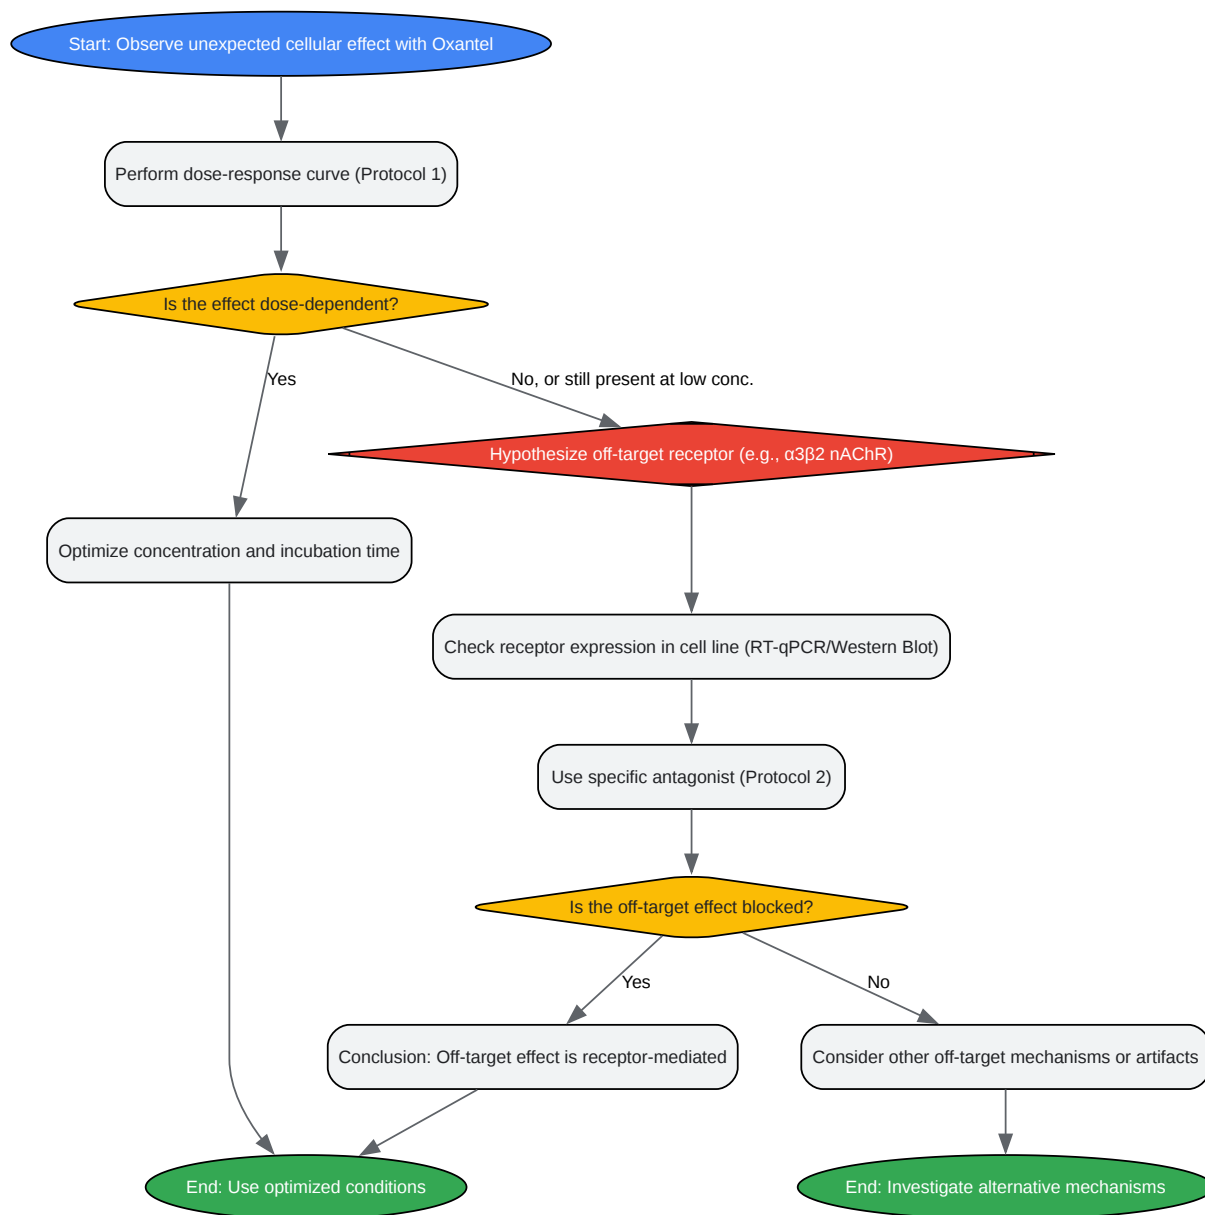 Start: Observe unexpected cellular effect with Oxantel
Perform dose-response curve (Protocol 1)
Is the effect dose-dependent?
Yes
No, or still present at low conc.
Hypothesize off-target receptor (e.g., α3β2 nAChR)
Optimize concentration and incubation time
Check receptor expression in cell line (RT-qPCR/Western Blot)
Use specific antagonist (Protocol 2)
Is the off-target effect blocked?
Yes
No
Conclusion: Off-target effect is receptor-mediated
Consider other off-target mechanisms or artifacts
End: Use optimized conditions
End: Investigate alternative mechanisms